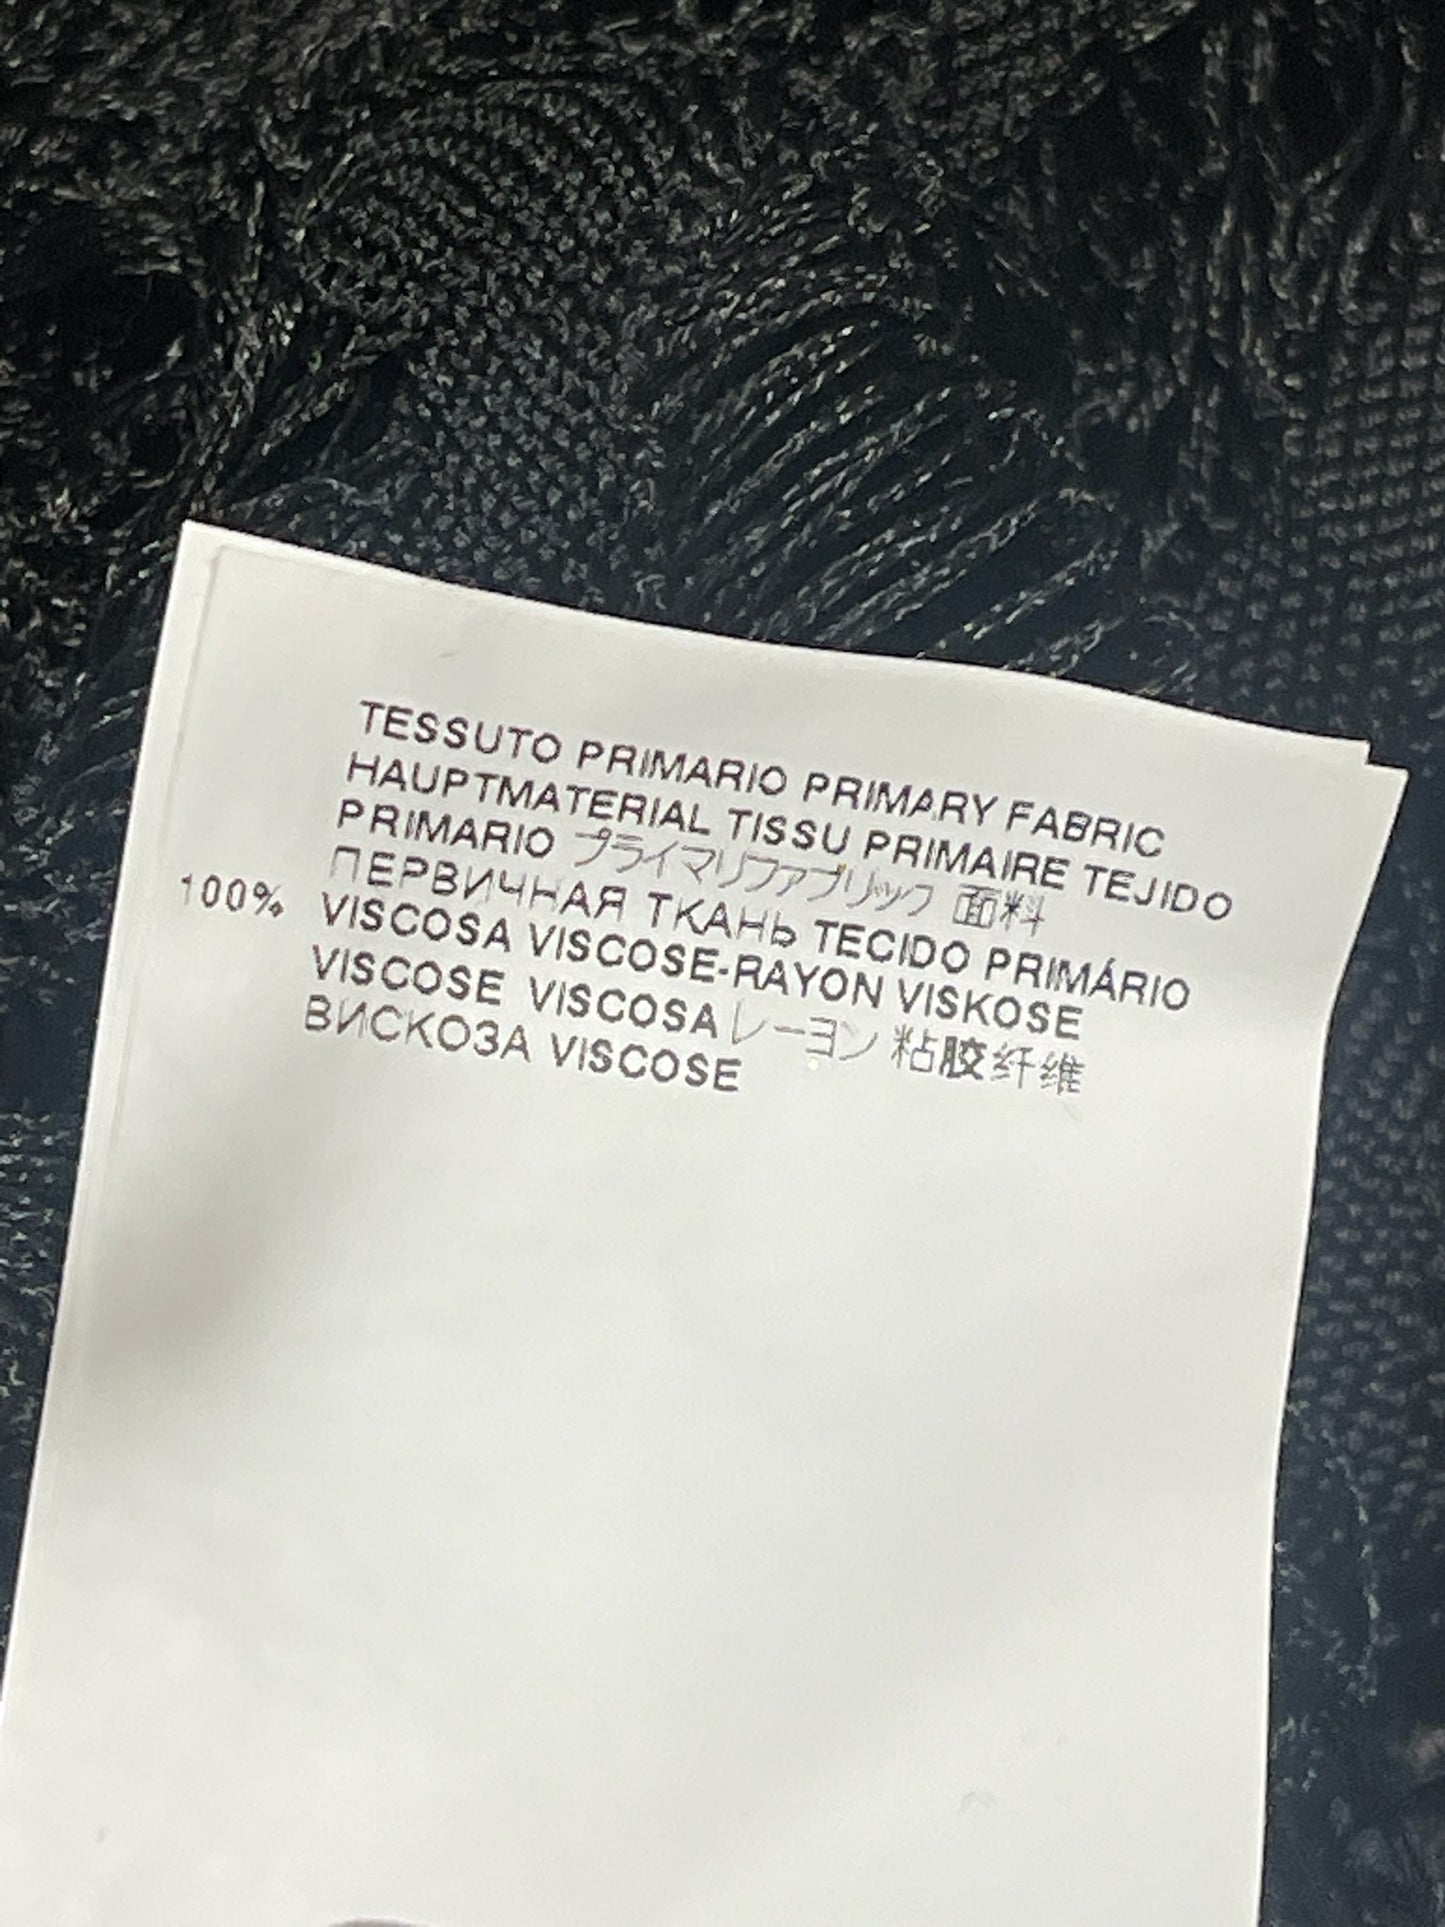 TESSUTO PRIMARIO PRIMARY FABRIC
HAUPTMATERIAL TISSU PRIMAIRE TEJIDO
PRIMARIO プライマリファブリック 面料
ПЕРВИЧНАЯ ТКАНЬ TECIDO PRIMÁRIO
100% VISCOSA VISCOSE-RAYON VISKOSE
VISCOSE VISCOSA レーヨン 粘胶纤维
ВИСКОЗА VISCOSE